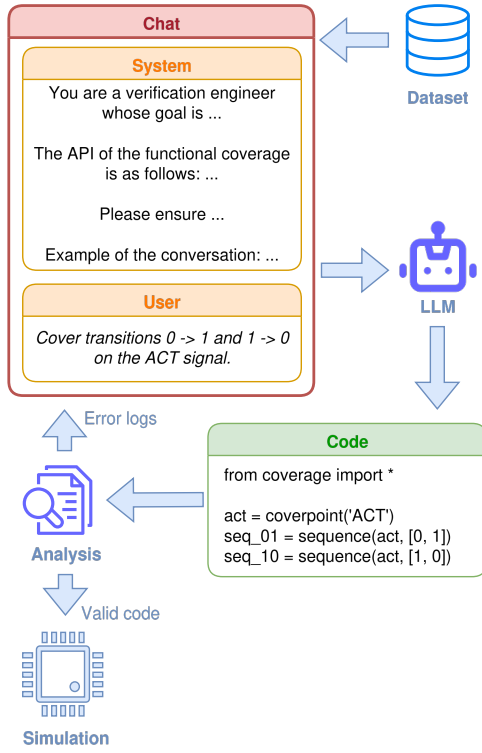 Chat
System
You are a verification engineer
whose goal is ...
The API of the functional coverage
is as follows: ...
Please ensure ...
Example of the conversation: ...
User
Cover transitions 0 -> 1 and 1 -> 0
on the ACT signal.
Dataset
LLM
Error logs
Code
from coverage import *
act = coverpoint('ACT')
seq_01 = sequence(act, [0, 1])
seq_10 = sequence(act, [1, 0])
Analysis
Valid code
Simulation